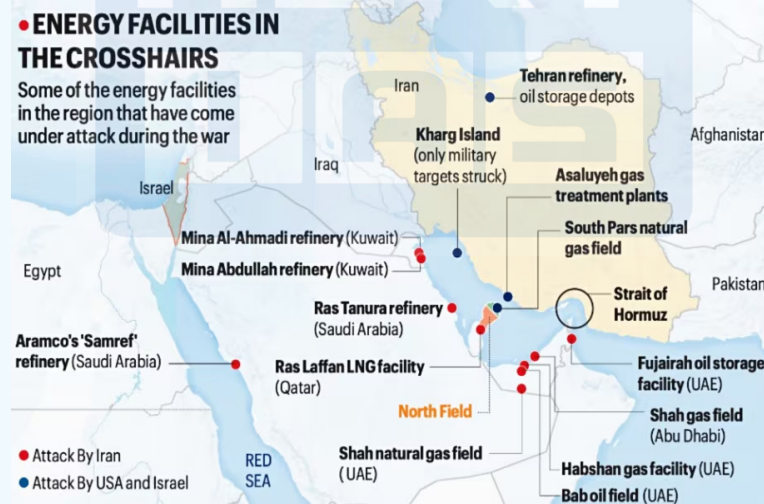 • ENERGY FACILITIES IN
THE CROSSHAIRS
Some of the energy facilities
in the region that have come
under attack during the war
Iran
Tehran refinery,
oil storage depots
Afghanistan
Kharg Island
(only military
targets struck)
Iraq
Asaluyeh gas
treatment plants
Israel
South Pars natural
gas field
Mina Al-Ahmadi refinery (Kuwait)
Mina Abdullah refinery (Kuwait)
Egypt
Pakistan
Strait of
Hormuz
Ras Tanura refinery
(Saudi Arabia)
Aramco's 'Samref'
refinery (Saudi Arabia)
Ras Laffan LNG facility
(Qatar)
Fujairah oil storage
facility (UAE)
North Field
Shah gas field
(Abu Dhabi)
Shah natural gas field
(UAE)
Habshan gas facility (UAE)
Bab oil field (UAE)
RED
SEA
• Attack By Iran
• Attack By USA and Israel